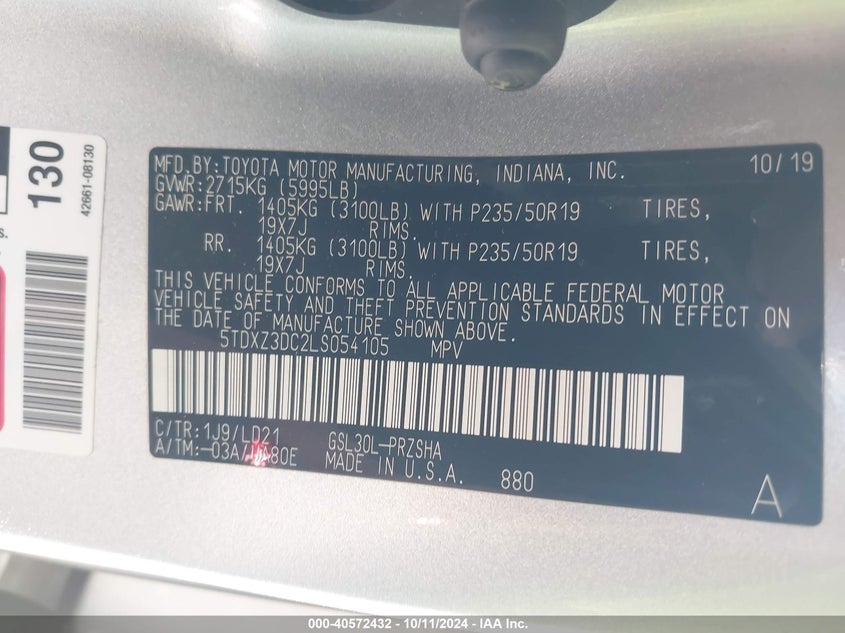 130
42661-08130
s.
MFD.BY:TOYOTA MOTOR MANUFACTURING, INDIANA, INC. 10/19
GVWR:2715KG (5995LB)
GAWR:FRT. 1405KG (3100LB) WITH P235/50R19 TIRES,
19X7J RIMS.
RR. 1405KG (3100LB) WITH P235/50R19 TIRES,
19X7J RIMS.
THIS VEHICLE CONFORMS TO ALL APPLICABLE FEDERAL MOTOR
VEHICLE SAFETY AND THEFT PREVENTION STANDARDS IN EFFECT ON
THE DATE OF MANUFACTURE SHOWN ABOVE.
5TDXZ3DC2LS054105 MPV
C/TR:1J9/LD21 GSL30L-PRZSHA
A/TM:-03A/ MADE IN U.S.A. 880
A
000-40572432 - 10/11/2024 - IAA Inc.